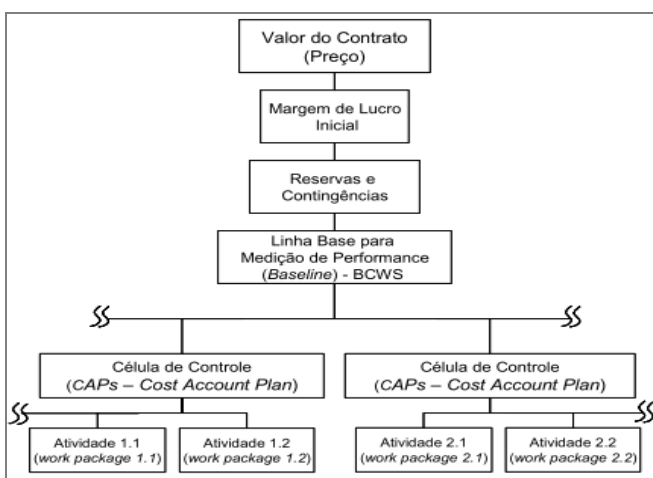 Valor do Contrato
(Preço)
Margem de Lucro
Inicial
Reservas e
Contingências
Linha Base para
Medição de Performance
(Baseline) - BCWS
Célula de Controle
(CAPs – Cost Account Plan)
Célula de Controle
(CAPs – Cost Account Plan)
Atividade 1.1
(work package 1.1)
Atividade 1.2
(work package 1.2)
Atividade 2.1
(work package 2.1)
Atividade 2.2
(work package 2.2)